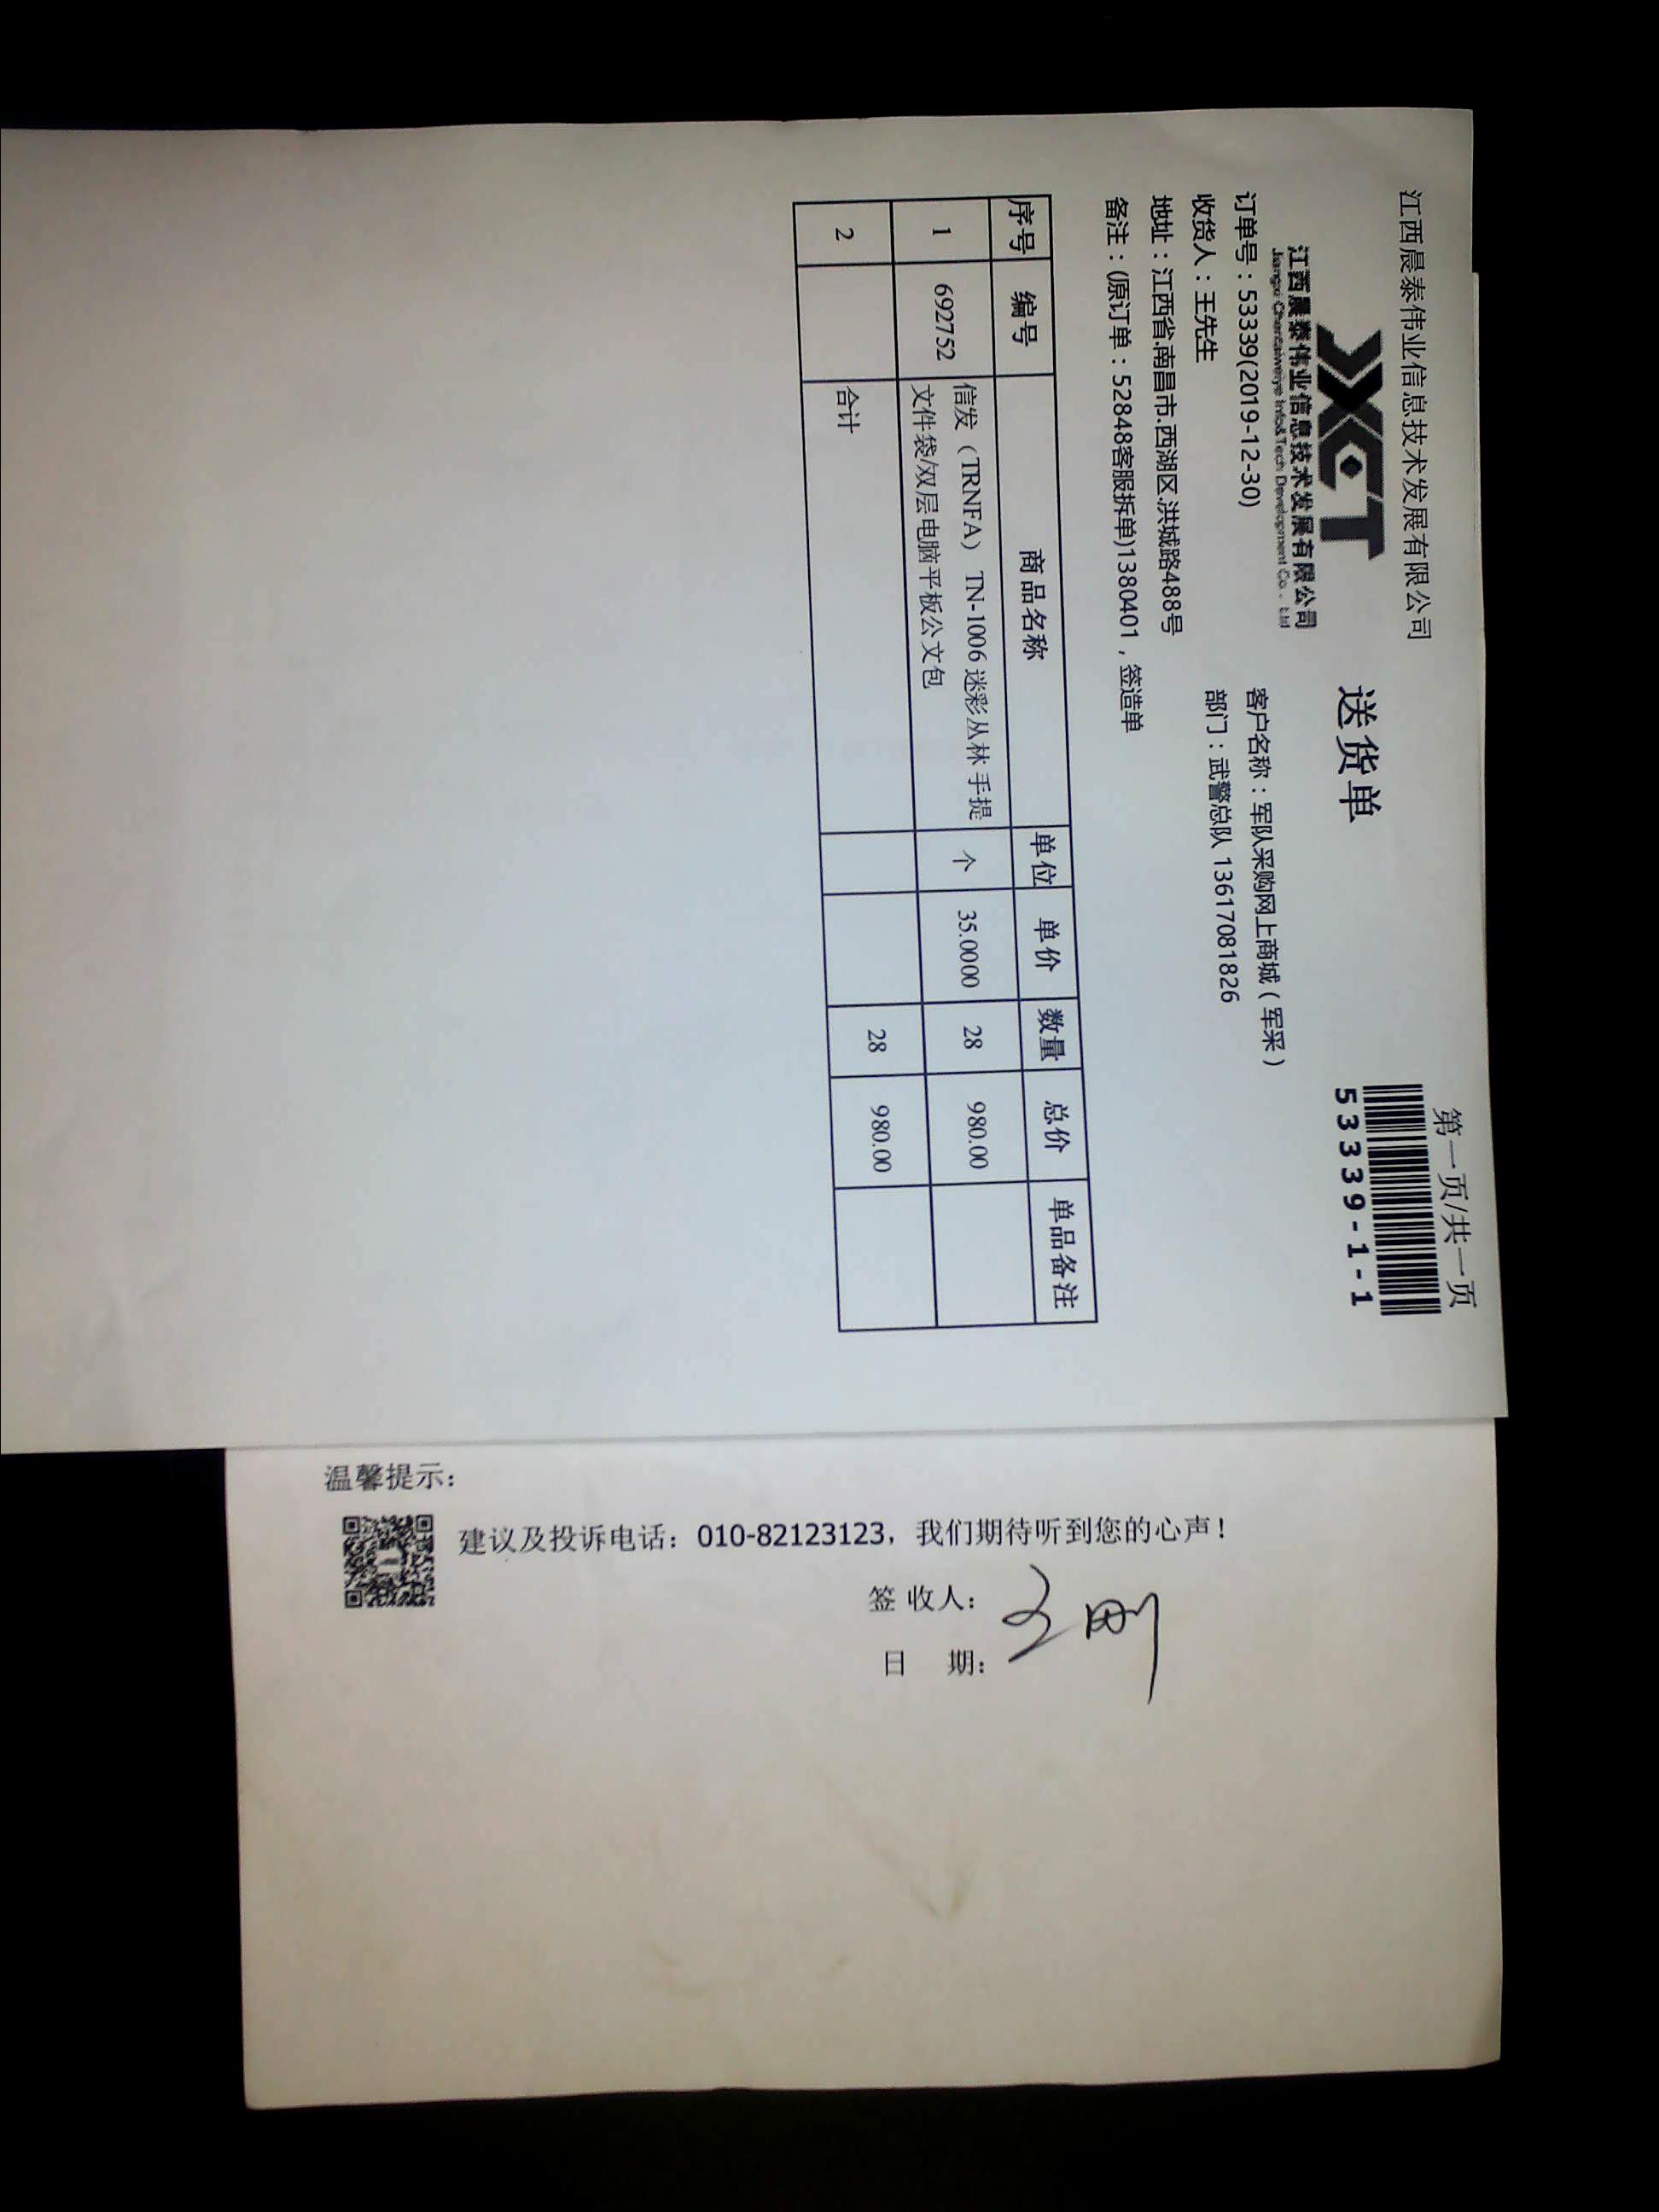 江西晨泰伟业信息技术发展有限公司
第一页/共一页
江西晨泰伟业信息技术发展有限公司
Jiangxi Chentaiweiye Info&Tech Development Co., Ltd
送货单
53339-1-1
订单号：53339(2019-12-30)
客户名称：军队采购网上商城（军采）
收货人：王先生
部门：武警总队 13617081826
地址：江西省.南昌市.西湖区.洪城路488号
备注：(原订单：52848客服拆单)1380401，签造单
序号 编号 商品名称 单位 单价 数量 总价 单品备注
1 692752 信发（TRNFA）TN-1006 迷彩丛林 手提
文件袋/双层电脑平板公文包 个 35.0000 28 980.00
2 合计 28 980.00
温馨提示：
建议及投诉电话：010-82123123，我们期待听到您的心声！
签 收人：
日 期：